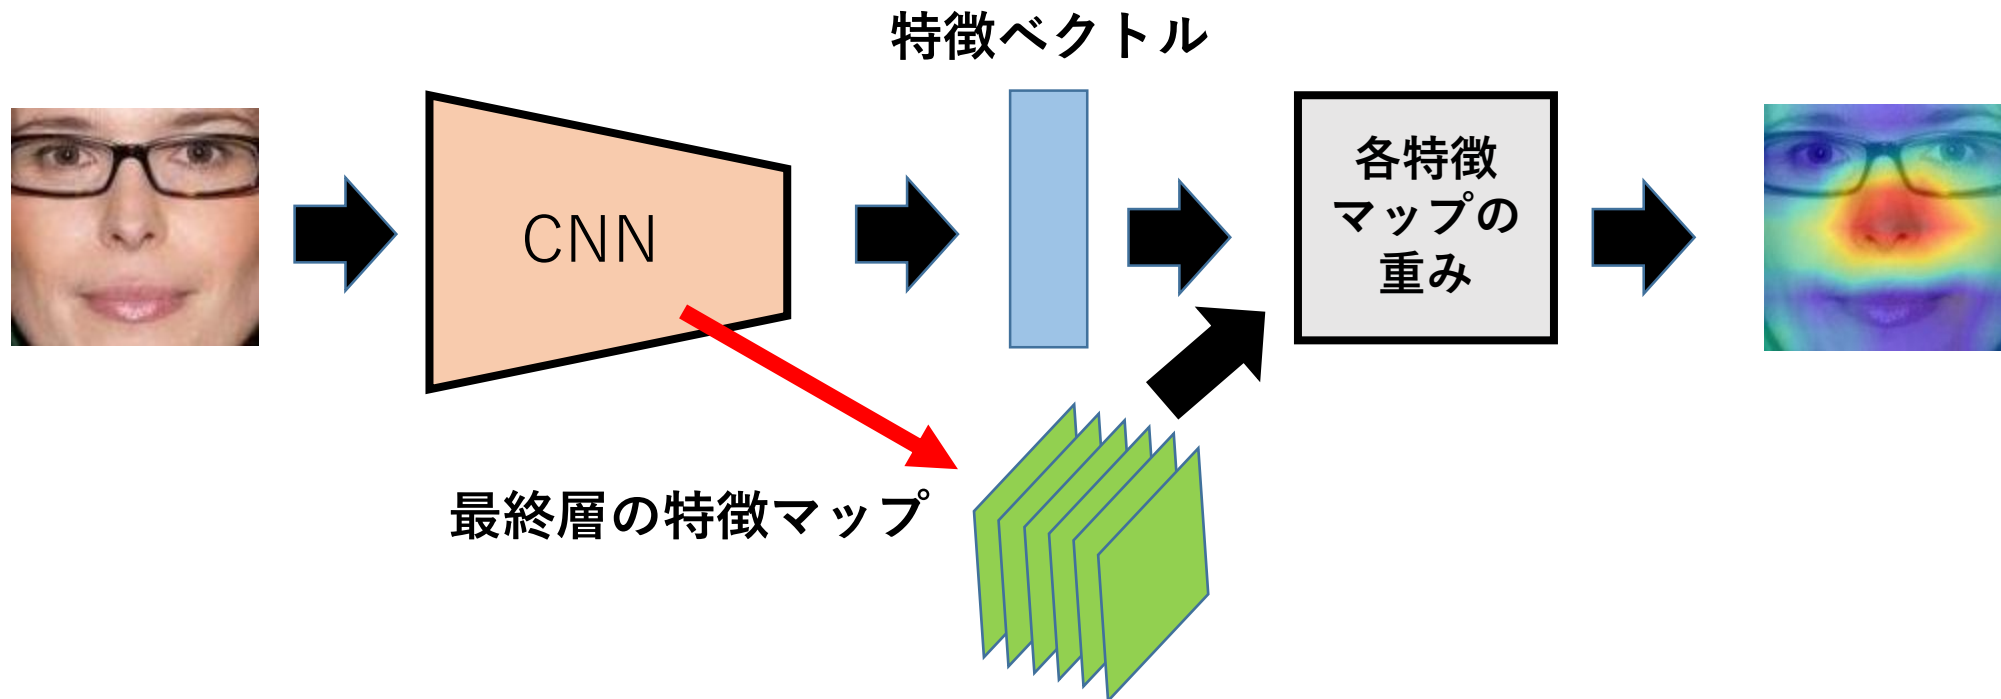 特徴ベクトル
CNN
各特徴
マップの
重み
最終層の特徴マップ